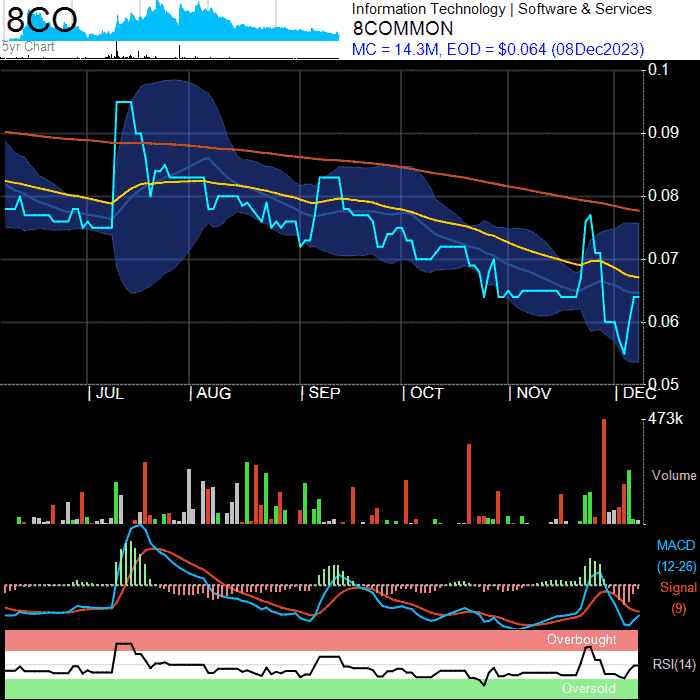 8CO
5yr Chart
Information Technology | Software & Services
8COMMON
MC = 14.3M, EOD = $0.064 (08Dec2023)
0.1
0.09
0.08
0.07
0.06
0.05
| JUL | AUG | SEP | OCT | NOV | DEC
473k
Volume
MACD
(12-26)
Signal
(9)
Overbought
RSI(14)
Oversold